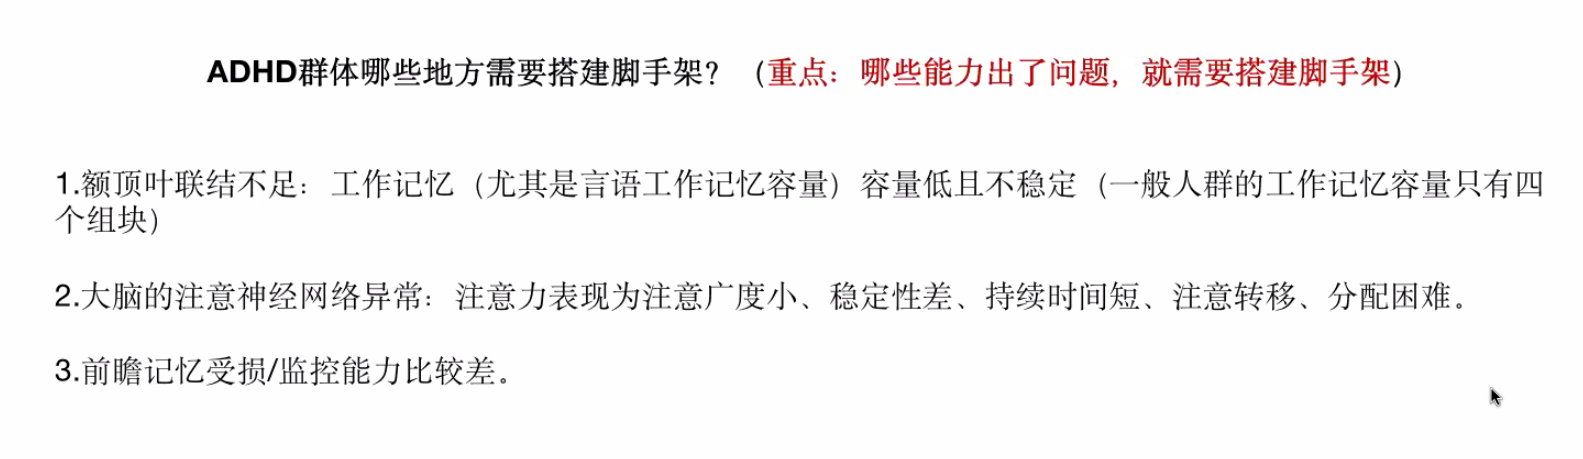 ADHD群体哪些地方需要搭建脚手架？（重点：哪些能力出了问题，就需要搭建脚手架）
1.额顶叶联结不足：工作记忆（尤其是言语工作记忆容量）容量低且不稳定（一般人群的工作记忆容量只有四
个组块）
2.大脑的注意神经网络异常：注意力表现为注意广度小、稳定性差、持续时间短、注意转移、分配困难。
3.前瞻记忆受损/监控能力比较差。